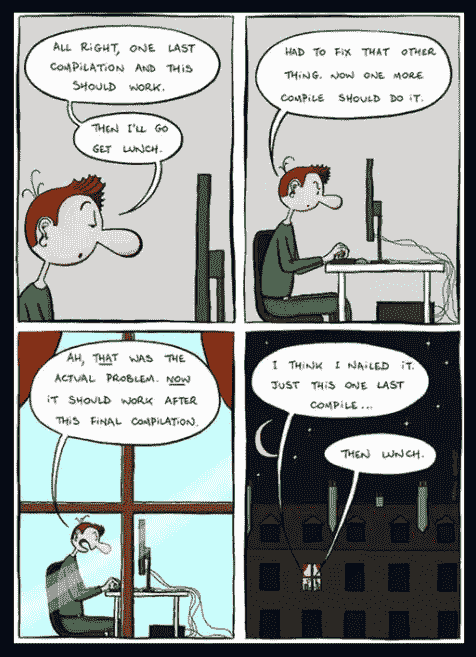 ALL RIGHT, ONE LAST
COMPILATION AND THIS
SHOULD WORK.
THEN I'LL GO
GET LUNCH.
HAD TO FIX THAT OTHER
THING. NOW ONE MORE
COMPILE SHOULD DO IT.
AH, THAT WAS THE
ACTUAL PROBLEM. NOW
IT SHOULD WORK AFTER
THIS FINAL COMPILATION.
I THINK I NAILED IT.
JUST THIS ONE LAST
COMPILE...
THEN LUNCH.